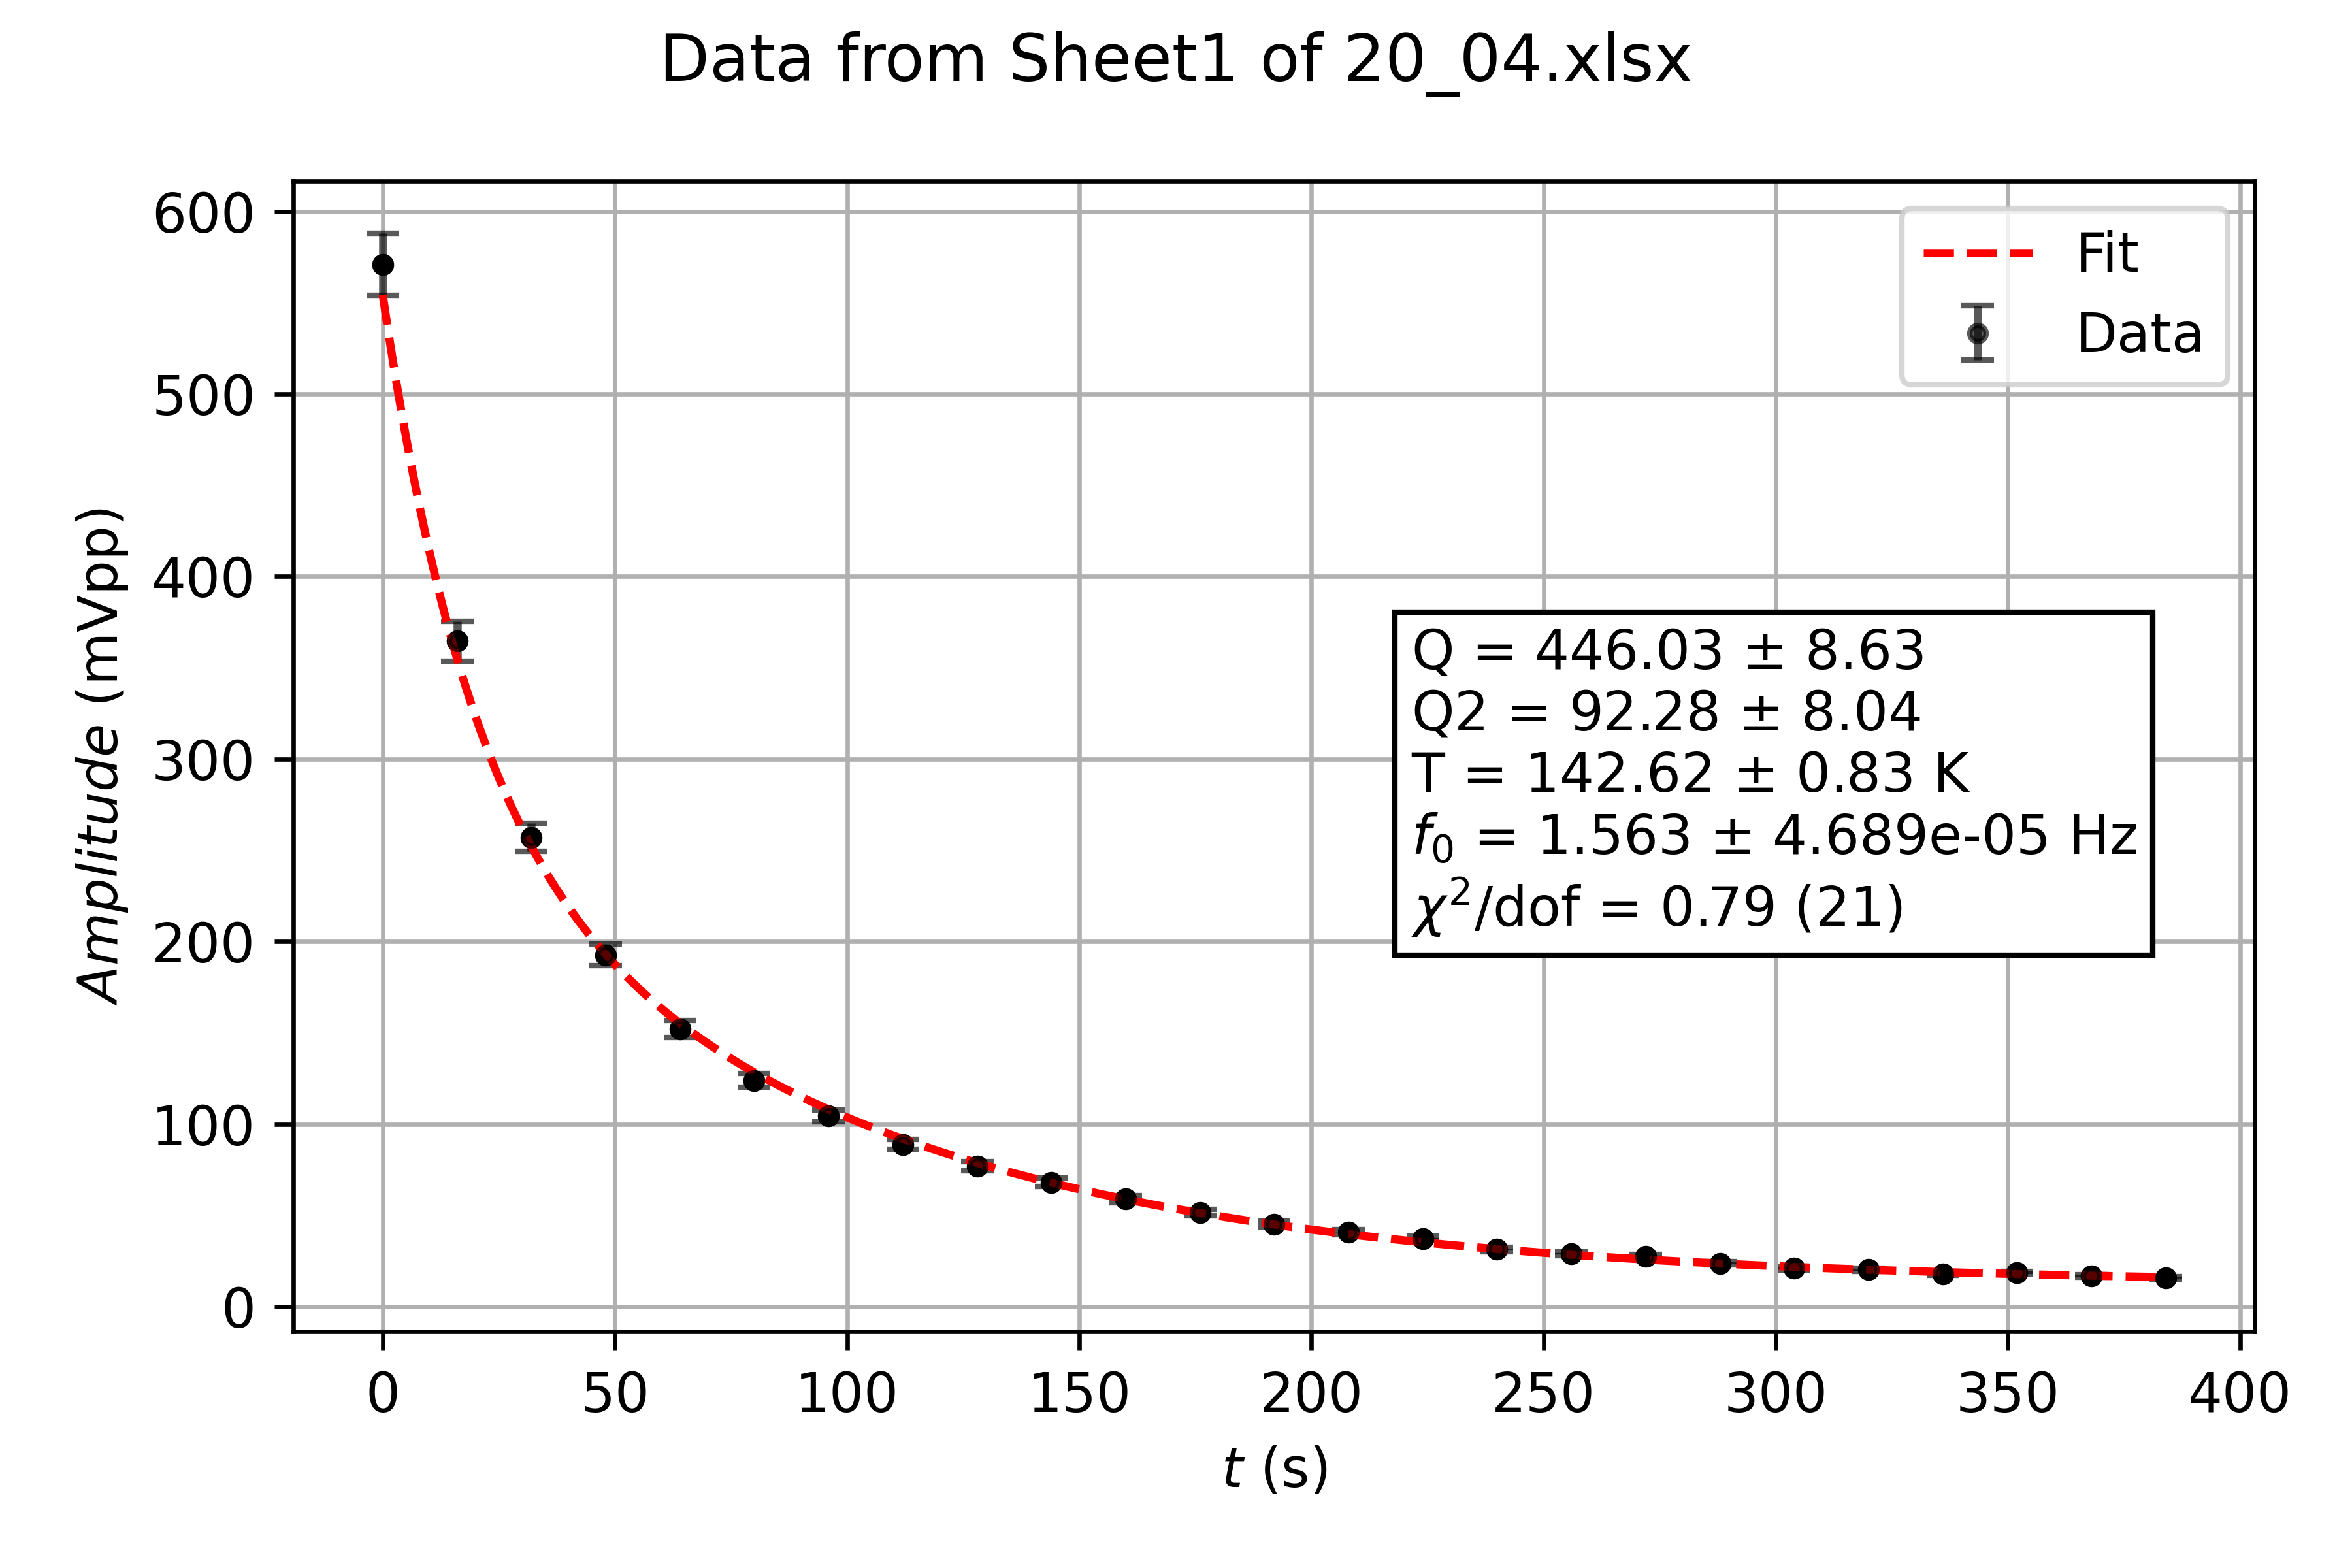 Data from Sheet1 of 20_04.xlsx
600
500
400
300
200
100
0
Amplitude (mVpp)
Fit
Data
Q = 446.03 ± 8.63
Q2 = 92.28 ± 8.04
T = 142.62 ± 0.83 K
f₀ = 1.563 ± 4.689e-05 Hz
χ²/dof = 0.79 (21)
0 50 100 150 200 250 300 350 400
t (s)